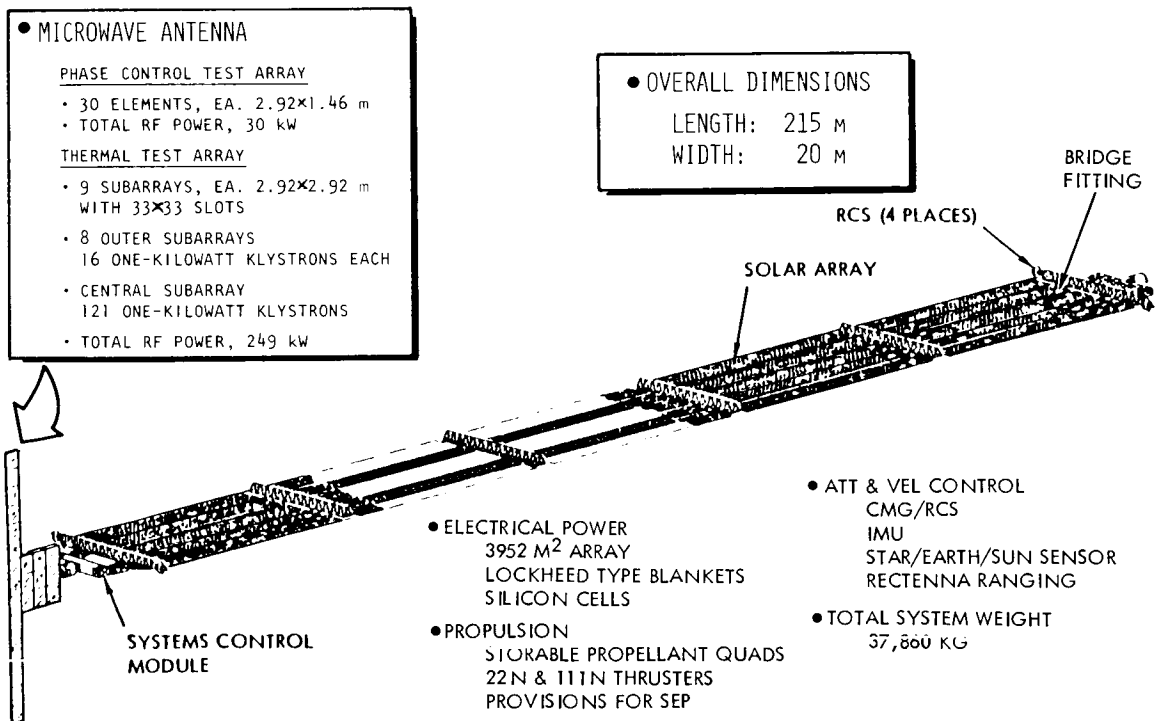 ● MICROWAVE ANTENNA
PHASE CONTROL TEST ARRAY
• 30 ELEMENTS, EA. 2.92×1.46 m
• TOTAL RF POWER, 30 kW
THERMAL TEST ARRAY
• 9 SUBARRAYS, EA. 2.92×2.92 m
WITH 33×33 SLOTS
• 8 OUTER SUBARRAYS
16 ONE-KILOWATT KLYSTRONS EACH
• CENTRAL SUBARRAY
121 ONE-KILOWATT KLYSTRONS
• TOTAL RF POWER, 249 kW
● OVERALL DIMENSIONS
LENGTH: 215 M
WIDTH: 20 M
BRIDGE
FITTING
RCS (4 PLACES)
SOLAR ARRAY
SYSTEMS CONTROL
MODULE
● ELECTRICAL POWER
3952 M² ARRAY
LOCKHEED TYPE BLANKETS
SILICON CELLS
● PROPULSION
STORABLE PROPELLANT QUADS
22N & 111N THRUSTERS
PROVISIONS FOR SEP
● ATT & VEL CONTROL
CMG/RCS
IMU
STAR/EARTH/SUN SENSOR
RECTENNA RANGING
● TOTAL SYSTEM WEIGHT
37,860 KG